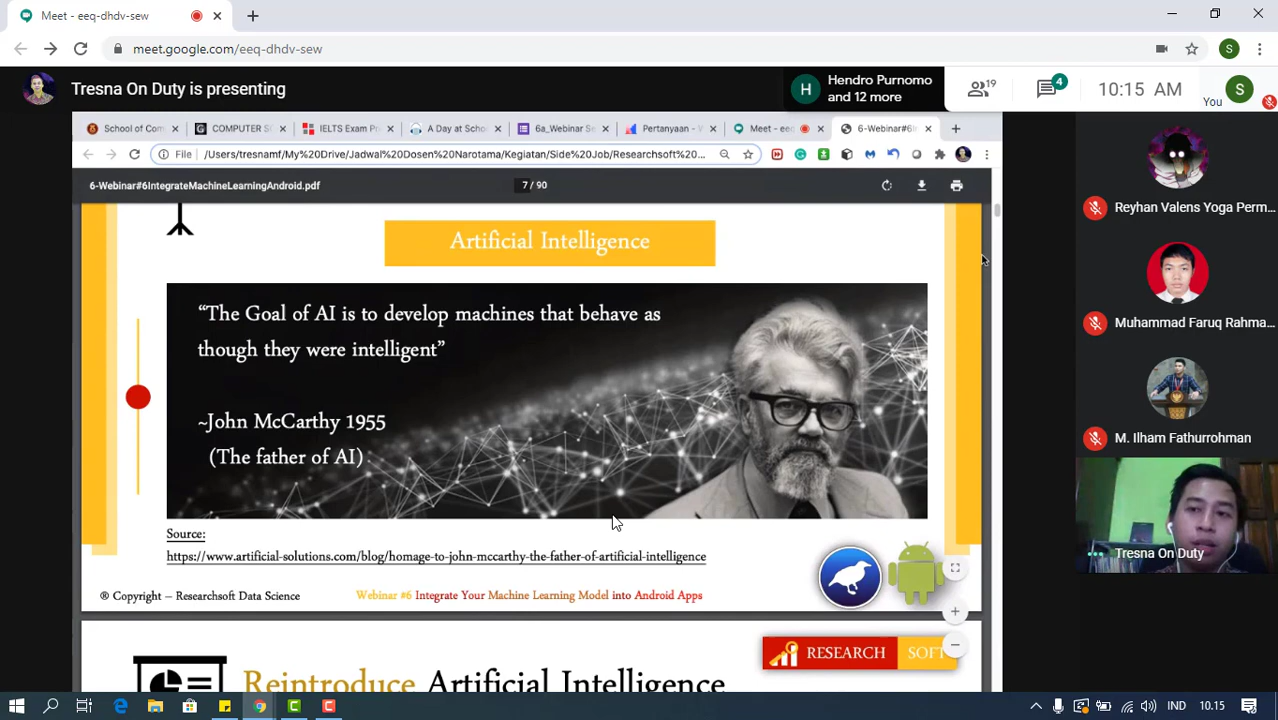 Meet - eeq-dhdv-sew
meet.google.com/eeq-dhdv-sew
S
Tresna On Duty is presenting
H
Hendro Purnomo
and 12 more
19
4
10:15 AM
You
S
School of Com
COMPUTER S
IELTS Exam Pr
A Day at Scho
6a_Webinar Se
Pertanyaan - W
Meet - eeq
6-Webinar#6I
File
/Users/tresnamf/My%20Drive/Jadwal%20Dosen%20Narotama/Kegiatan/Side%20Job/Researchsoft%20...
6-Webinar#6IntegrateMachineLearningAndroid.pdf
7 / 90
Artificial Intelligence
“The Goal of AI is to develop machines that behave as
though they were intelligent”
~John McCarthy 1955
(The father of AI)
Source:
https://www.artificial-solutions.com/blog/homage-to-john-mccarthy-the-father-of-artificial-intelligence
® Copyright – Researchsoft Data Science
Webinar #6 Integrate Your Machine Learning Model into Android Apps
RESEARCH SOFT
Reintroduce Artificial Intelligence
Reyhan Valens Yoga Perm...
Muhammad Faruq Rahma...
M. Ilham Fathurrohman
Tresna On Duty
IND
10.15